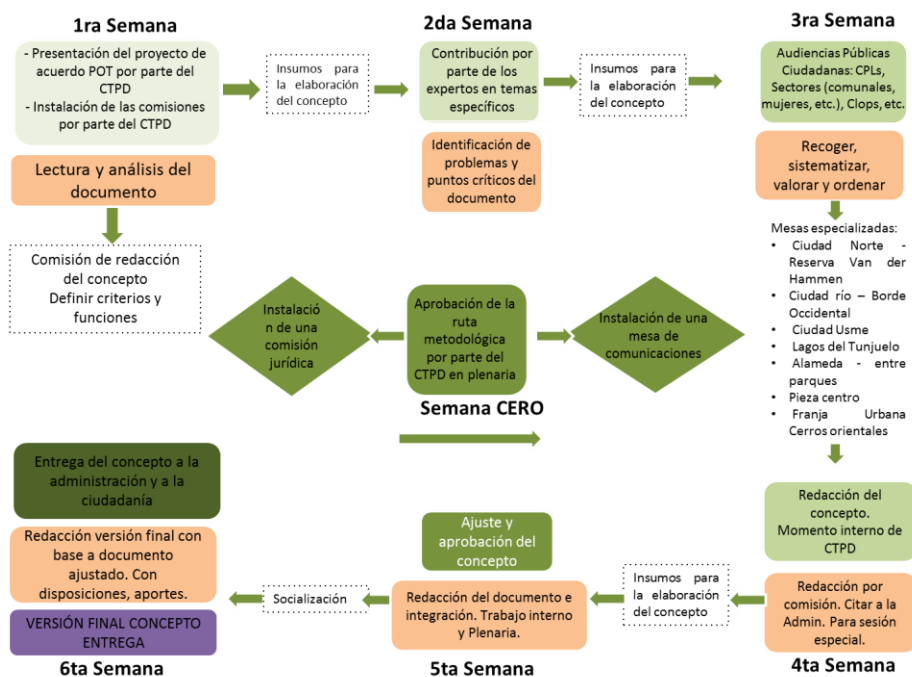 1ra Semana
- Presentación del proyecto de
acuerdo POT por parte del
CTPD
- Instalación de las comisiones
por parte del CTPD
Lectura y análisis del
documento
Comisión de redacción
del concepto
Definir criterios y
funciones
Insumos para
la elaboración
del concepto
2da Semana
Contribución por
parte de los
expertos en temas
específicos
Identificación de
problemas y
puntos críticos del
documento
Insumos para
la elaboración
del concepto
3ra Semana
Audiencias Públicas
Ciudadanas: CPLs,
Sectores (comunales,
mujeres, etc.), Clops, etc.
Recoger,
sistematizar,
valorar y ordenar
Mesas especializadas:
• Ciudad Norte -
Reserva Van der
Hammen
• Ciudad río – Borde
Occidental
• Ciudad Usme
• Lagos del Tunjuelo
• Alameda - entre
parques
• Pieza centro
• Franja Urbana
Cerros orientales
Instalació
n de una
comisión
jurídica
Aprobación de la
ruta
metodológica
por parte del
CTPD en plenaria
Instalación de una
mesa de
comunicaciones
Semana CERO
Redacción del
concepto.
Momento interno de
CTPD
Redacción por
comisión. Citar a la
Admin. Para sesión
especial.
4ta Semana
Insumos para
la elaboración
del concepto
Ajuste y
aprobación del
concepto
Redacción del documento e
integración. Trabajo interno
y Plenaria.
5ta Semana
Socialización
Entrega del concepto a la
administración y a la
ciudadanía
Redacción versión final con
base a documento
ajustado. Con
disposiciones, aportes.
VERSIÓN FINAL CONCEPTO
ENTREGA
6ta Semana